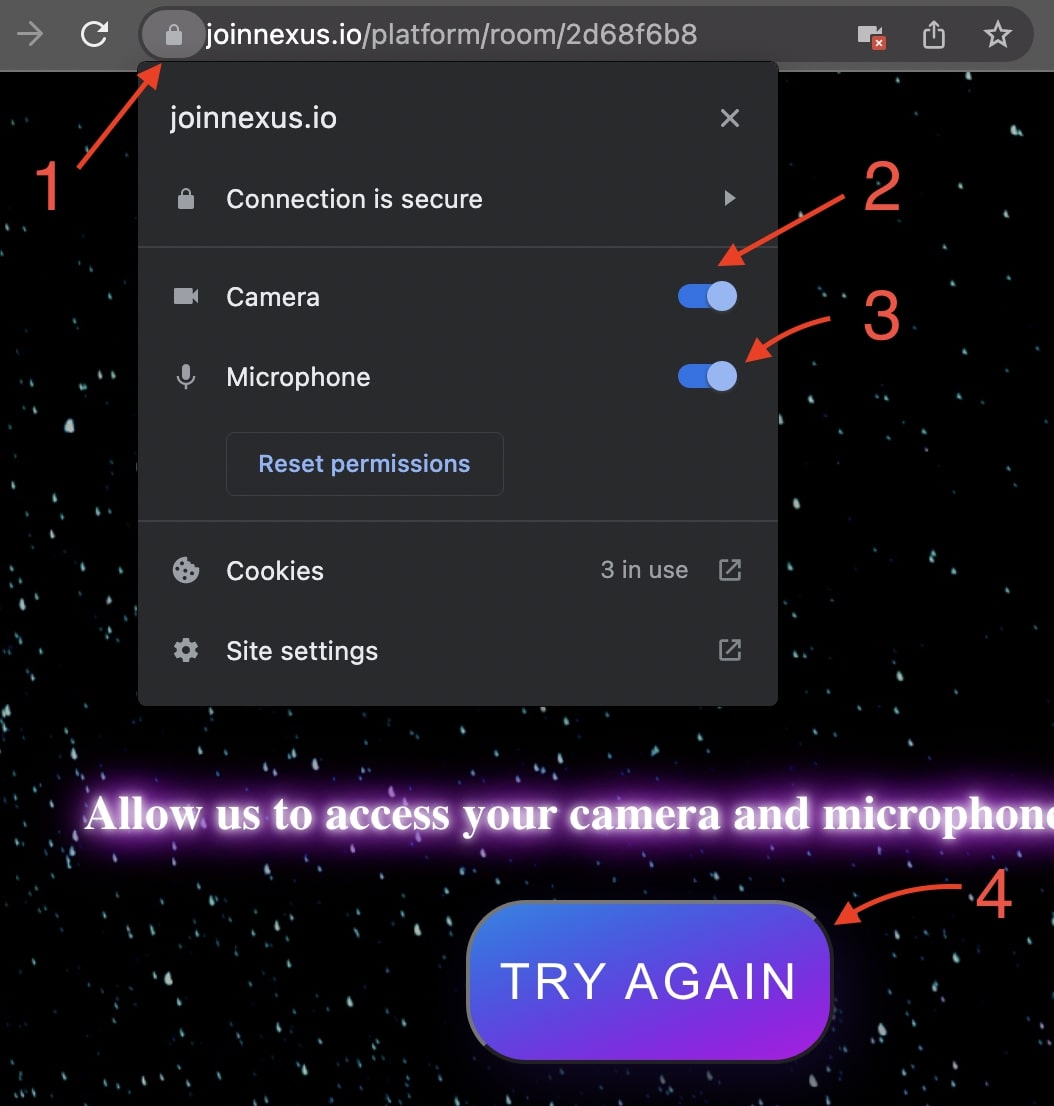 joinnexus.io/platform/room/2d68f6b8
joinnexus.io
1
Connection is secure
2
Camera
3
Microphone
Reset permissions
Cookies 3 in use
Site settings
Allow us to access your camera and microphone
4
TRY AGAIN